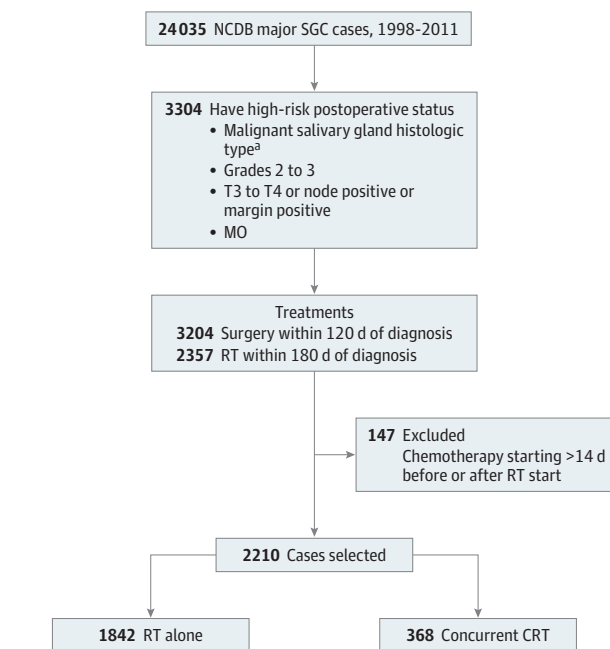 24 035 NCDB major SGC cases, 1998-2011
3304 Have high-risk postoperative status
• Malignant salivary gland histologic
typeᵃ
• Grades 2 to 3
• T3 to T4 or node positive or
margin positive
• MO
Treatments
3204 Surgery within 120 d of diagnosis
2357 RT within 180 d of diagnosis
147 Excluded
Chemotherapy starting >14 d
before or after RT start
2210 Cases selected
1842 RT alone
368 Concurrent CRT